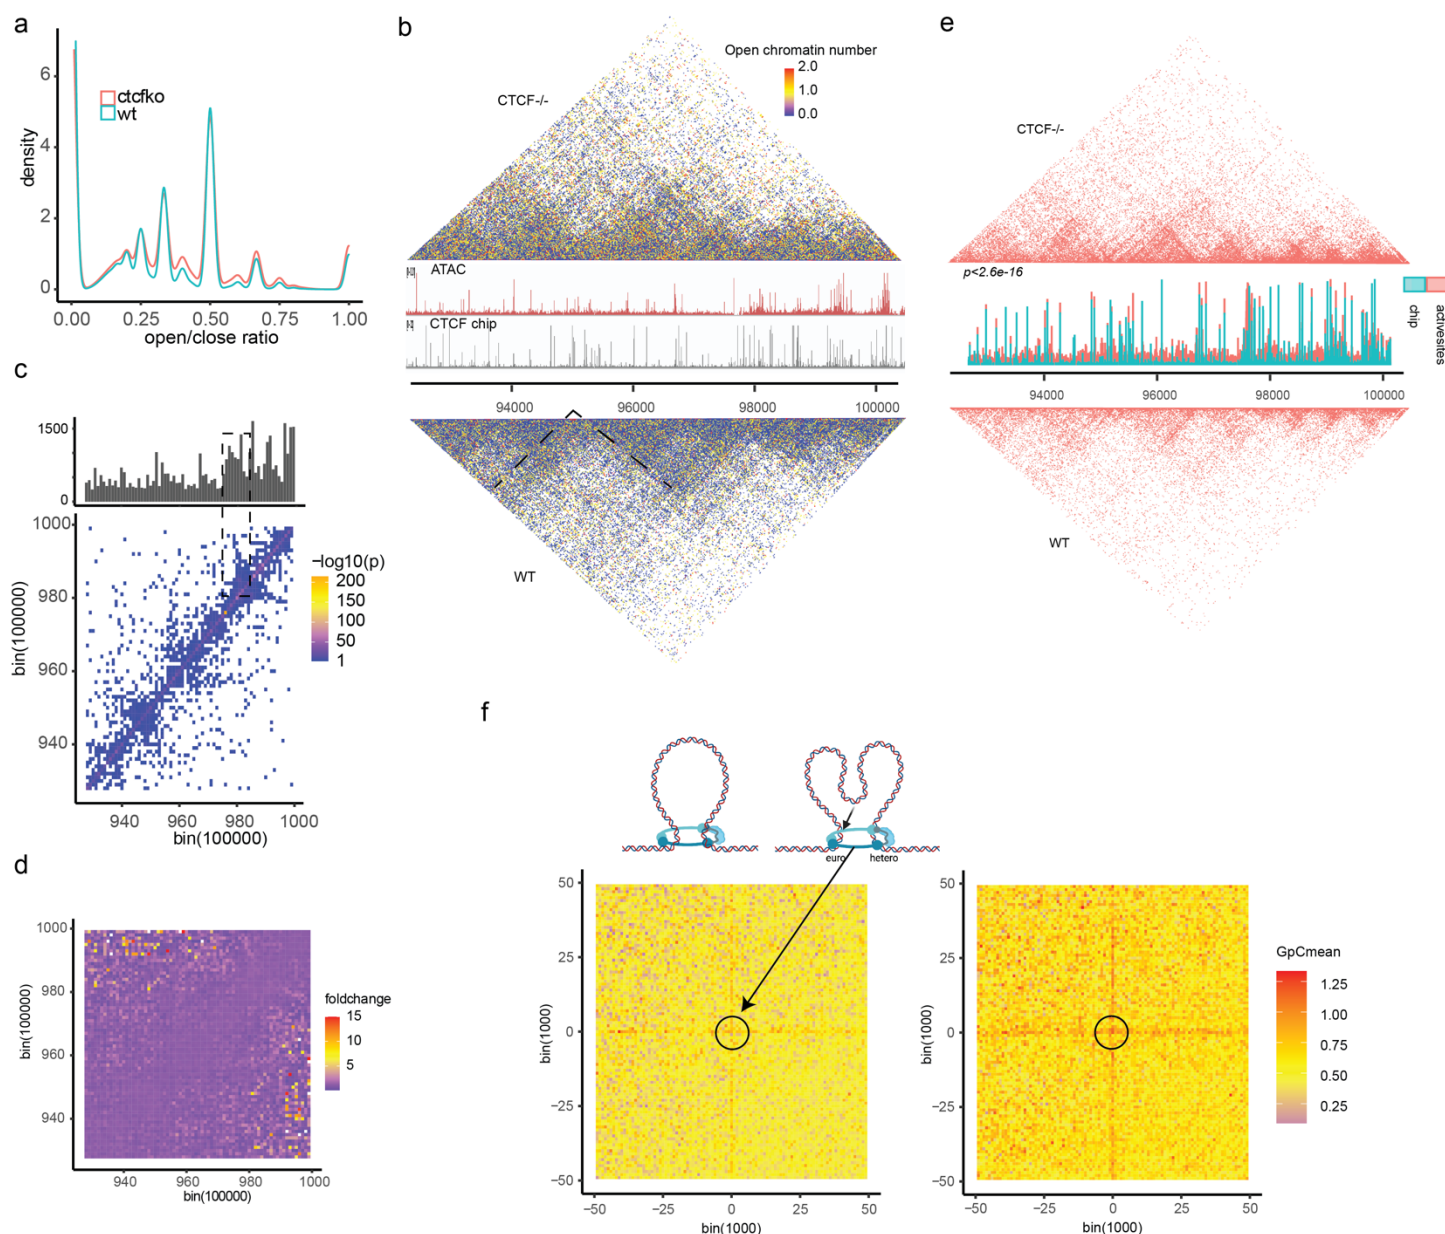 a
density
6
4
2
0
ctcfko
wt
0.00
0.25
0.50
0.75
1.00
open/close ratio
b
CTCF-/-
Open chromatin number
2.0
1.0
0.0
ATAC
CTCF chip
94000
96000
98000
100000
WT
c
1500
0
1000
980
960
940
bin(100000)
940
960
980
1000
bin(100000)
−log10(p)
200
150
100
50
1
d
1000
980
960
940
bin(100000)
940
960
980
1000
bin(100000)
foldchange
15
10
5
e
CTCF-/-
p<2.6e-16
chip
activesites
94000
96000
98000
100000
WT
f
euro
hetero
50
25
0
−25
−50
bin(1000)
−50
−25
0
25
50
bin(1000)
50
25
0
−25
−50
bin(1000)
−50
−25
0
25
50
bin(1000)
GpCmean
1.25
1.00
0.75
0.50
0.25